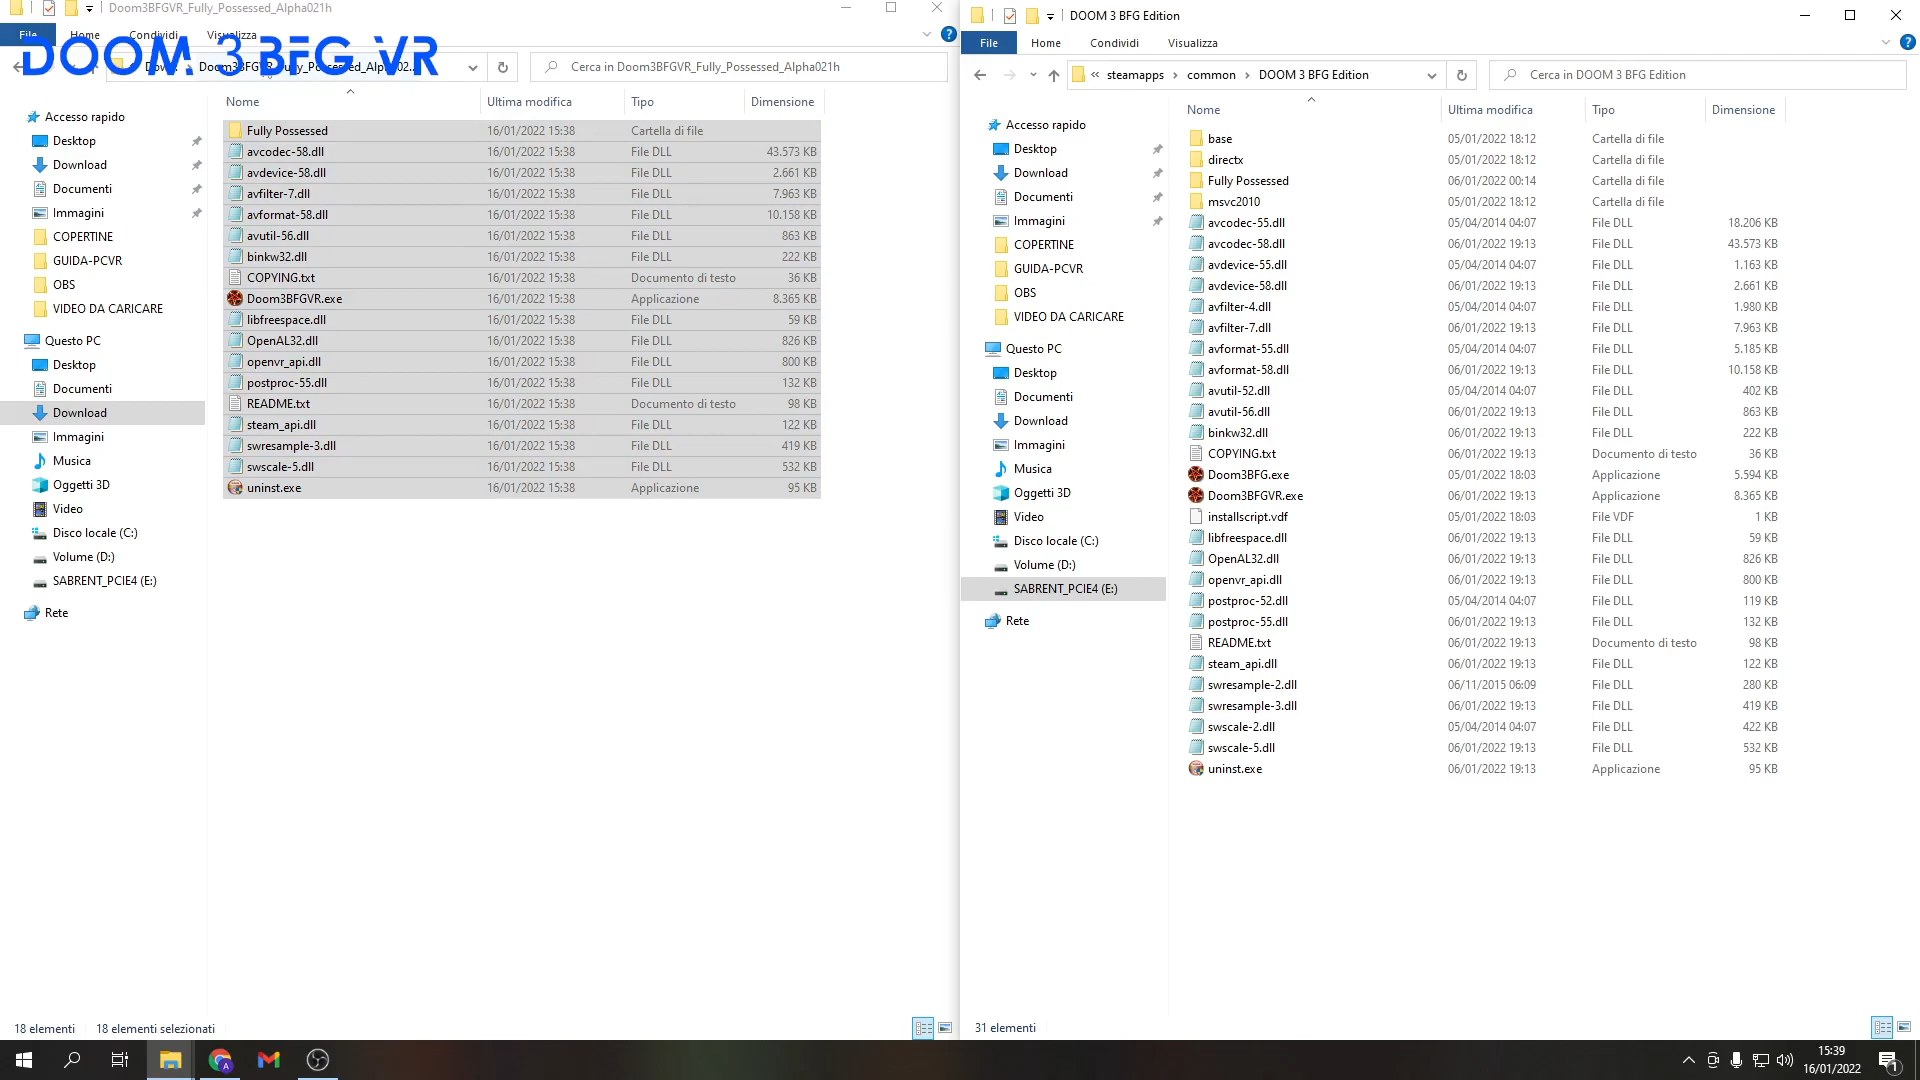 Doom3BFGVR_Fully_Possessed_Alpha021h
File
Home
Condividi
Visualizza
DOOM 3 BFG VR
Doom3BFGVR_Fully_Possessed_Alpha02...
Cerca in Doom3BFGVR_Fully_Possessed_Alpha021h
Nome Ultima modifica Tipo Dimensione
Accesso rapido
Desktop
Download
Documenti
Immagini
COPERTINE
GUIDA-PCVR
OBS
VIDEO DA CARICARE
Questo PC
Desktop
Documenti
Download
Immagini
Musica
Oggetti 3D
Video
Disco locale (C:)
Volume (D:)
SABRENT_PCIE4 (E:)
Rete
Fully Possessed 16/01/2022 15:38 Cartella di file
avcodec-58.dll 16/01/2022 15:38 File DLL 43.573 KB
avdevice-58.dll 16/01/2022 15:38 File DLL 2.661 KB
avfilter-7.dll 16/01/2022 15:38 File DLL 7.963 KB
avformat-58.dll 16/01/2022 15:38 File DLL 10.158 KB
avutil-56.dll 16/01/2022 15:38 File DLL 863 KB
binkw32.dll 16/01/2022 15:38 File DLL 222 KB
COPYING.txt 16/01/2022 15:38 Documento di testo 36 KB
Doom3BFGVR.exe 16/01/2022 15:38 Applicazione 8.365 KB
libfreespace.dll 16/01/2022 15:38 File DLL 59 KB
OpenAL32.dll 16/01/2022 15:38 File DLL 826 KB
openvr_api.dll 16/01/2022 15:38 File DLL 800 KB
postproc-55.dll 16/01/2022 15:38 File DLL 132 KB
README.txt 16/01/2022 15:38 Documento di testo 98 KB
steam_api.dll 16/01/2022 15:38 File DLL 122 KB
swresample-3.dll 16/01/2022 15:38 File DLL 419 KB
swscale-5.dll 16/01/2022 15:38 File DLL 532 KB
uninst.exe 16/01/2022 15:38 Applicazione 95 KB
18 elementi 18 elementi selezionati
DOOM 3 BFG Edition
File Home Condividi Visualizza
« steamapps › common › DOOM 3 BFG Edition
Cerca in DOOM 3 BFG Edition
Nome Ultima modifica Tipo Dimensione
Accesso rapido
Desktop
Download
Documenti
Immagini
COPERTINE
GUIDA-PCVR
OBS
VIDEO DA CARICARE
Questo PC
Desktop
Documenti
Download
Immagini
Musica
Oggetti 3D
Video
Disco locale (C:)
Volume (D:)
SABRENT_PCIE4 (E:)
Rete
base 05/01/2022 18:12 Cartella di file
directx 05/01/2022 18:12 Cartella di file
Fully Possessed 06/01/2022 00:14 Cartella di file
msvc2010 05/01/2022 18:12 Cartella di file
avcodec-55.dll 05/04/2014 04:07 File DLL 18.206 KB
avcodec-58.dll 06/01/2022 19:13 File DLL 43.573 KB
avdevice-55.dll 05/04/2014 04:07 File DLL 1.163 KB
avdevice-58.dll 06/01/2022 19:13 File DLL 2.661 KB
avfilter-4.dll 05/04/2014 04:07 File DLL 1.980 KB
avfilter-7.dll 06/01/2022 19:13 File DLL 7.963 KB
avformat-55.dll 05/04/2014 04:07 File DLL 5.185 KB
avformat-58.dll 06/01/2022 19:13 File DLL 10.158 KB
avutil-52.dll 05/04/2014 04:07 File DLL 402 KB
avutil-56.dll 06/01/2022 19:13 File DLL 863 KB
binkw32.dll 06/01/2022 19:13 File DLL 222 KB
COPYING.txt 06/01/2022 19:13 Documento di testo 36 KB
Doom3BFG.exe 05/01/2022 18:03 Applicazione 5.594 KB
Doom3BFGVR.exe 06/01/2022 19:13 Applicazione 8.365 KB
installscript.vdf 05/01/2022 18:03 File VDF 1 KB
libfreespace.dll 06/01/2022 19:13 File DLL 59 KB
OpenAL32.dll 06/01/2022 19:13 File DLL 826 KB
openvr_api.dll 06/01/2022 19:13 File DLL 800 KB
postproc-52.dll 05/04/2014 04:07 File DLL 119 KB
postproc-55.dll 06/01/2022 19:13 File DLL 132 KB
README.txt 06/01/2022 19:13 Documento di testo 98 KB
steam_api.dll 06/01/2022 19:13 File DLL 122 KB
swresample-2.dll 06/11/2015 06:09 File DLL 280 KB
swresample-3.dll 06/01/2022 19:13 File DLL 419 KB
swscale-2.dll 05/04/2014 04:07 File DLL 422 KB
swscale-5.dll 06/01/2022 19:13 File DLL 532 KB
uninst.exe 06/01/2022 19:13 Applicazione 95 KB
31 elementi
15:39
16/01/2022
1